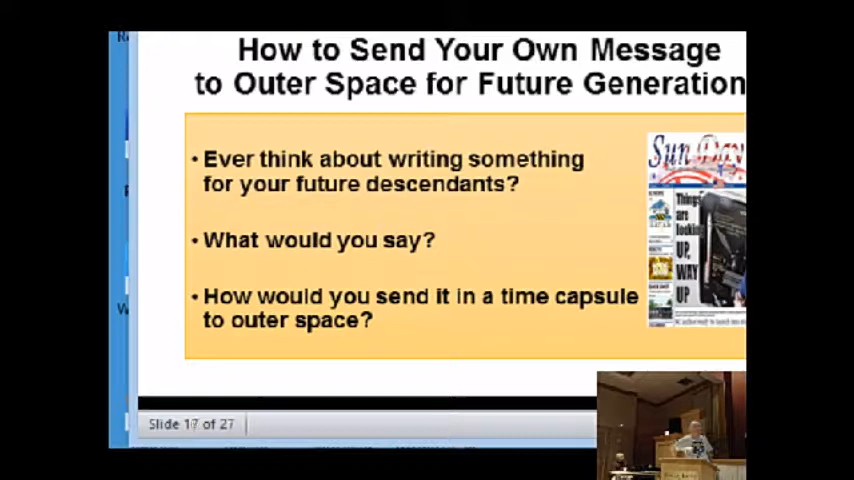 How to Send Your Own Message
to Outer Space for Future Generation
• Ever think about writing something
for your future descendants?
• What would you say?
• How would you send it in a time capsule
to outer space?
Sun Day
Things
are
looking
UP,
WAY
UP
Slide 17 of 27